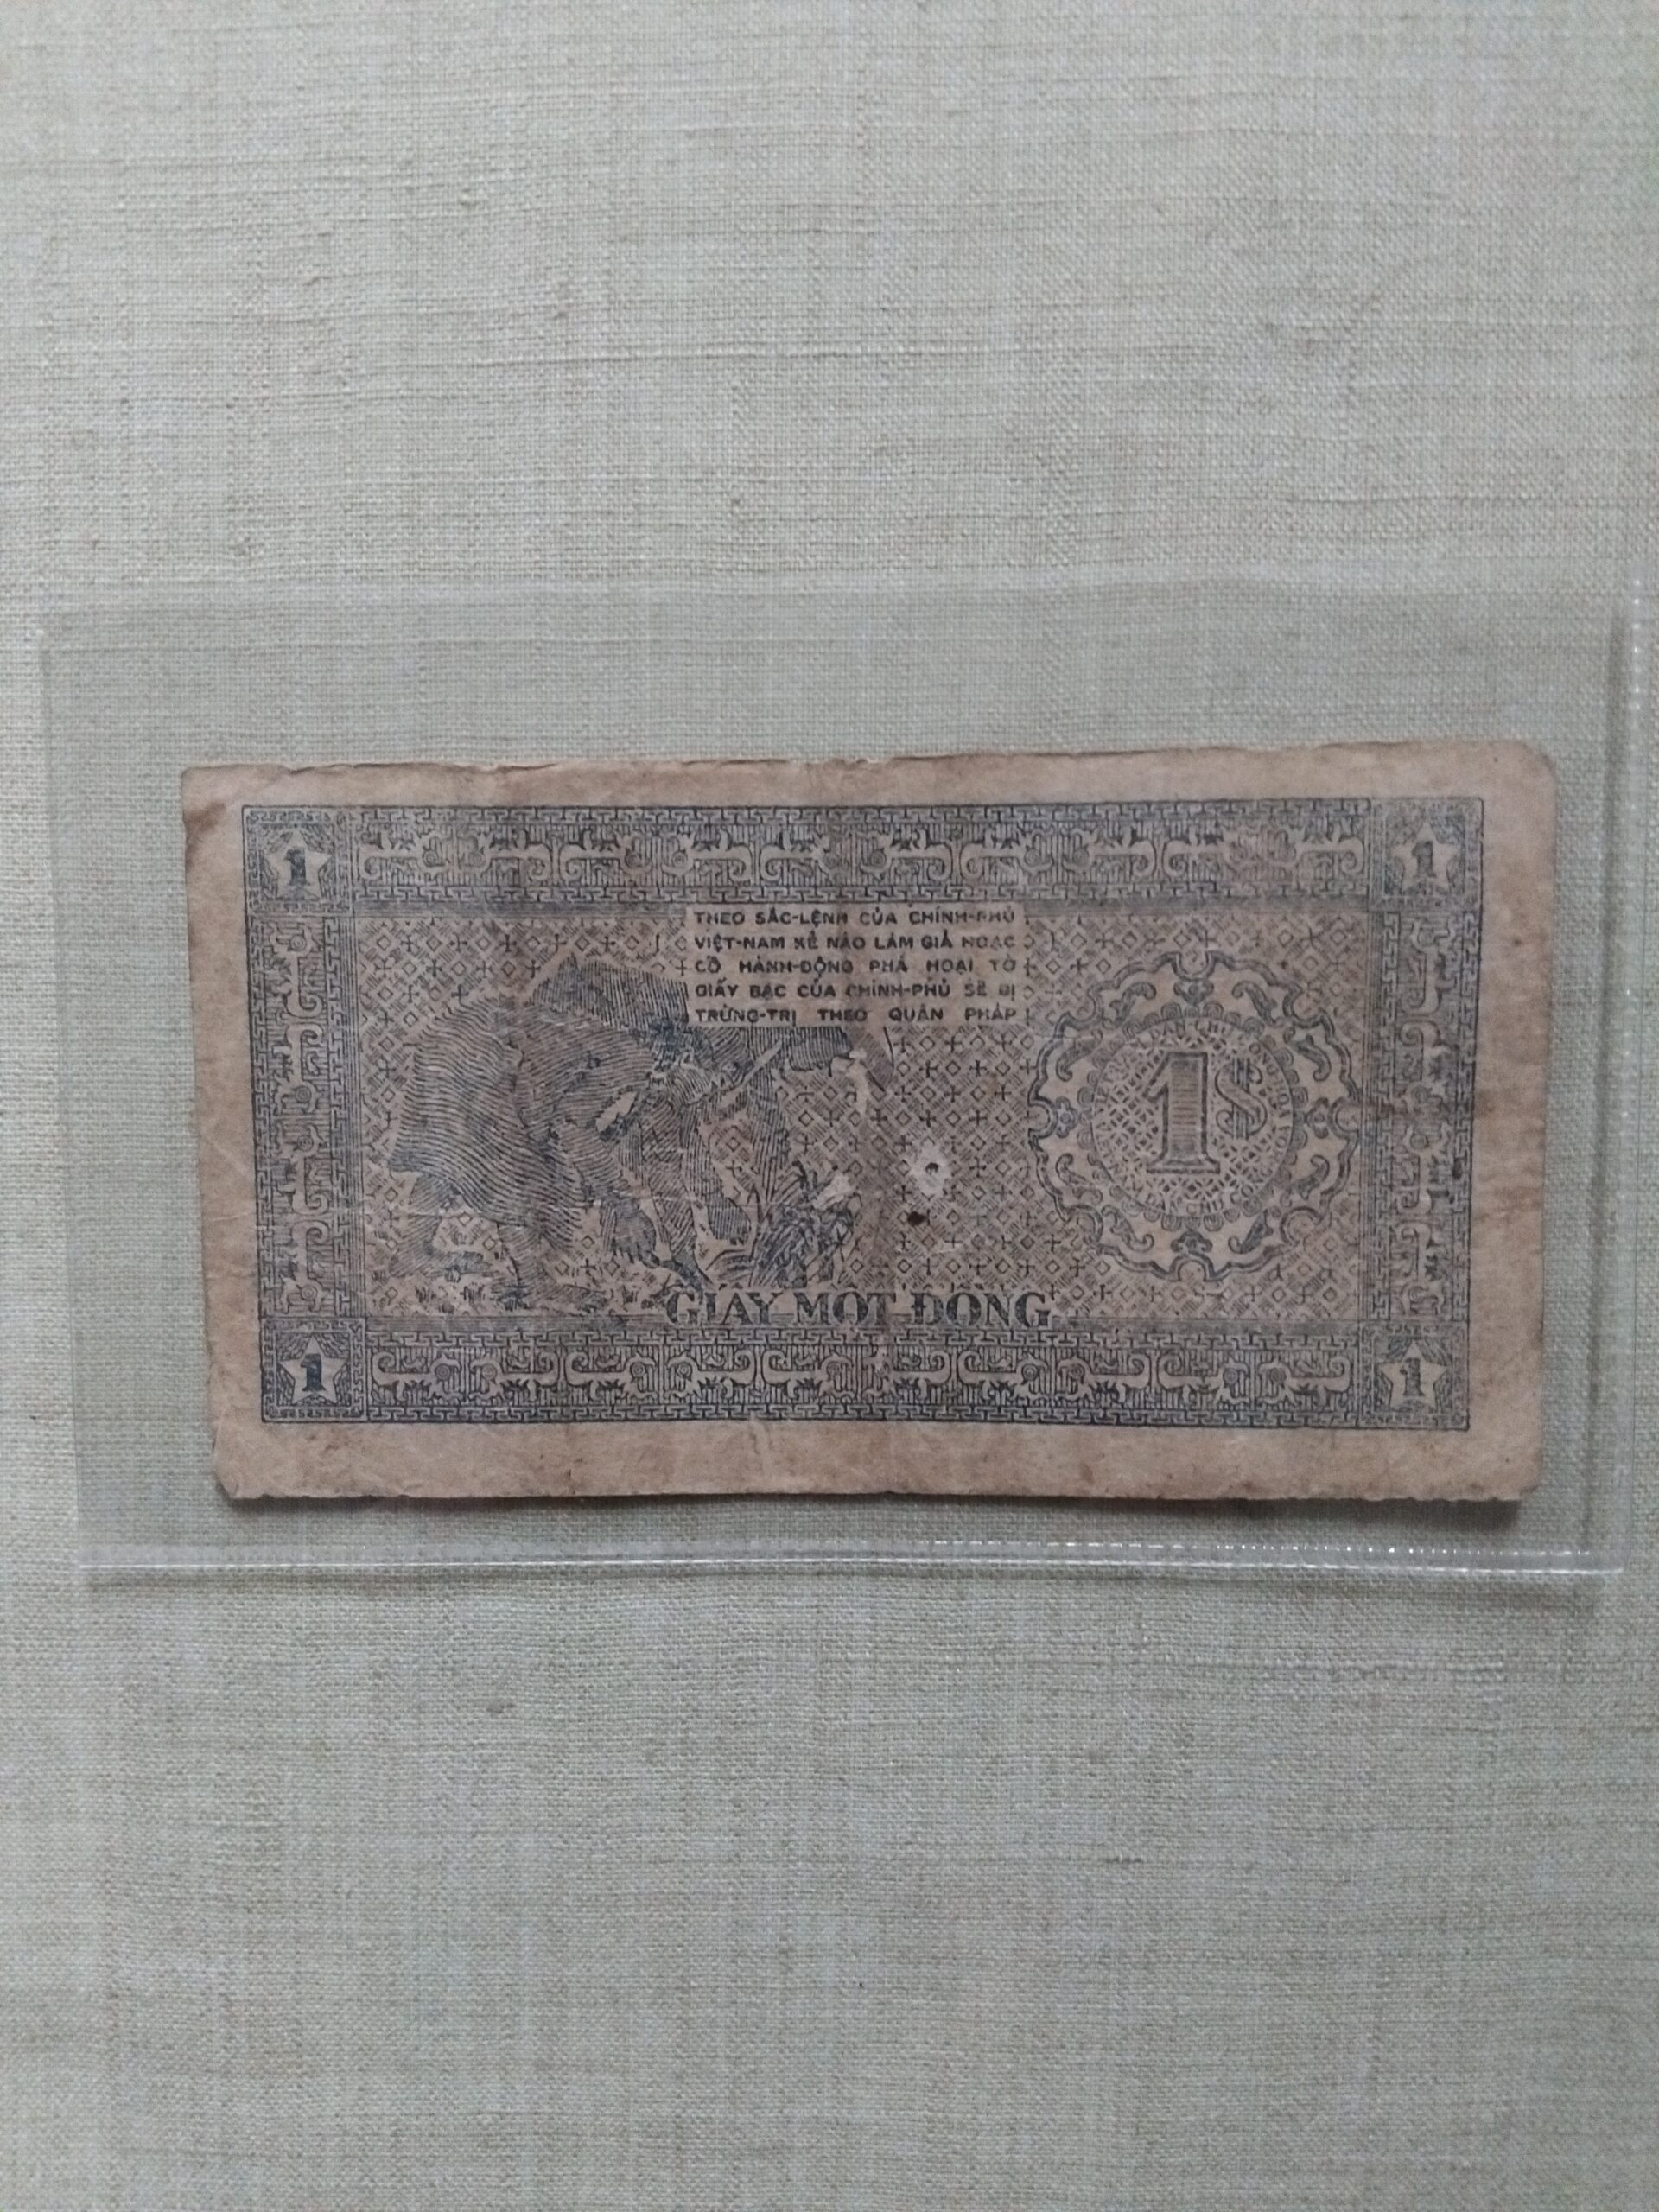 1 1
THEO SẮC-LỆNH CỦA CHÍNH-PHỦ
VIỆT-NAM KẺ NÀO LÀM GIẢ HOẶC
CÓ HÀNH-ĐỘNG PHÁ HOẠI TỜ
GIẤY BẠC CỦA CHÍNH-PHỦ SẼ BỊ
TRỪNG-TRỊ THEO QUÂN PHÁP
1$
GIẤY MỘT ĐỒNG
1 1